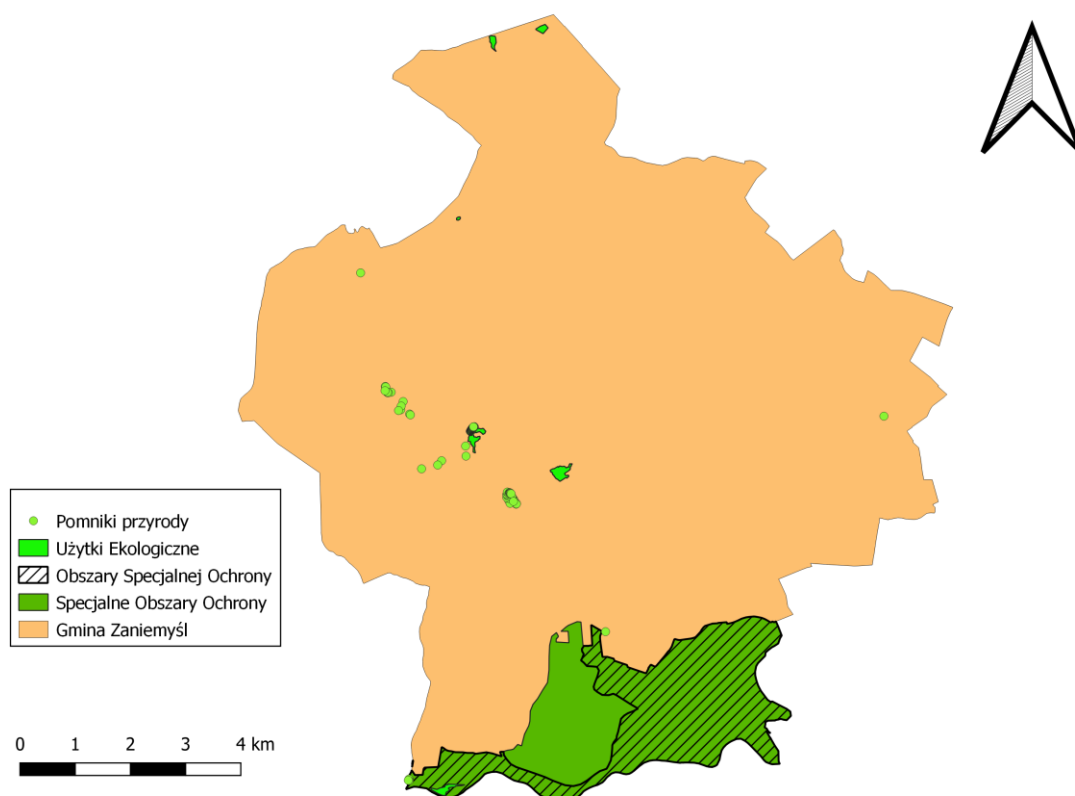 Pomniki przyrody
Użytki Ekologiczne
Obszary Specjalnej Ochrony
Specjalne Obszary Ochrony
Gmina Zaniemyśl
0 1 2 3 4 km